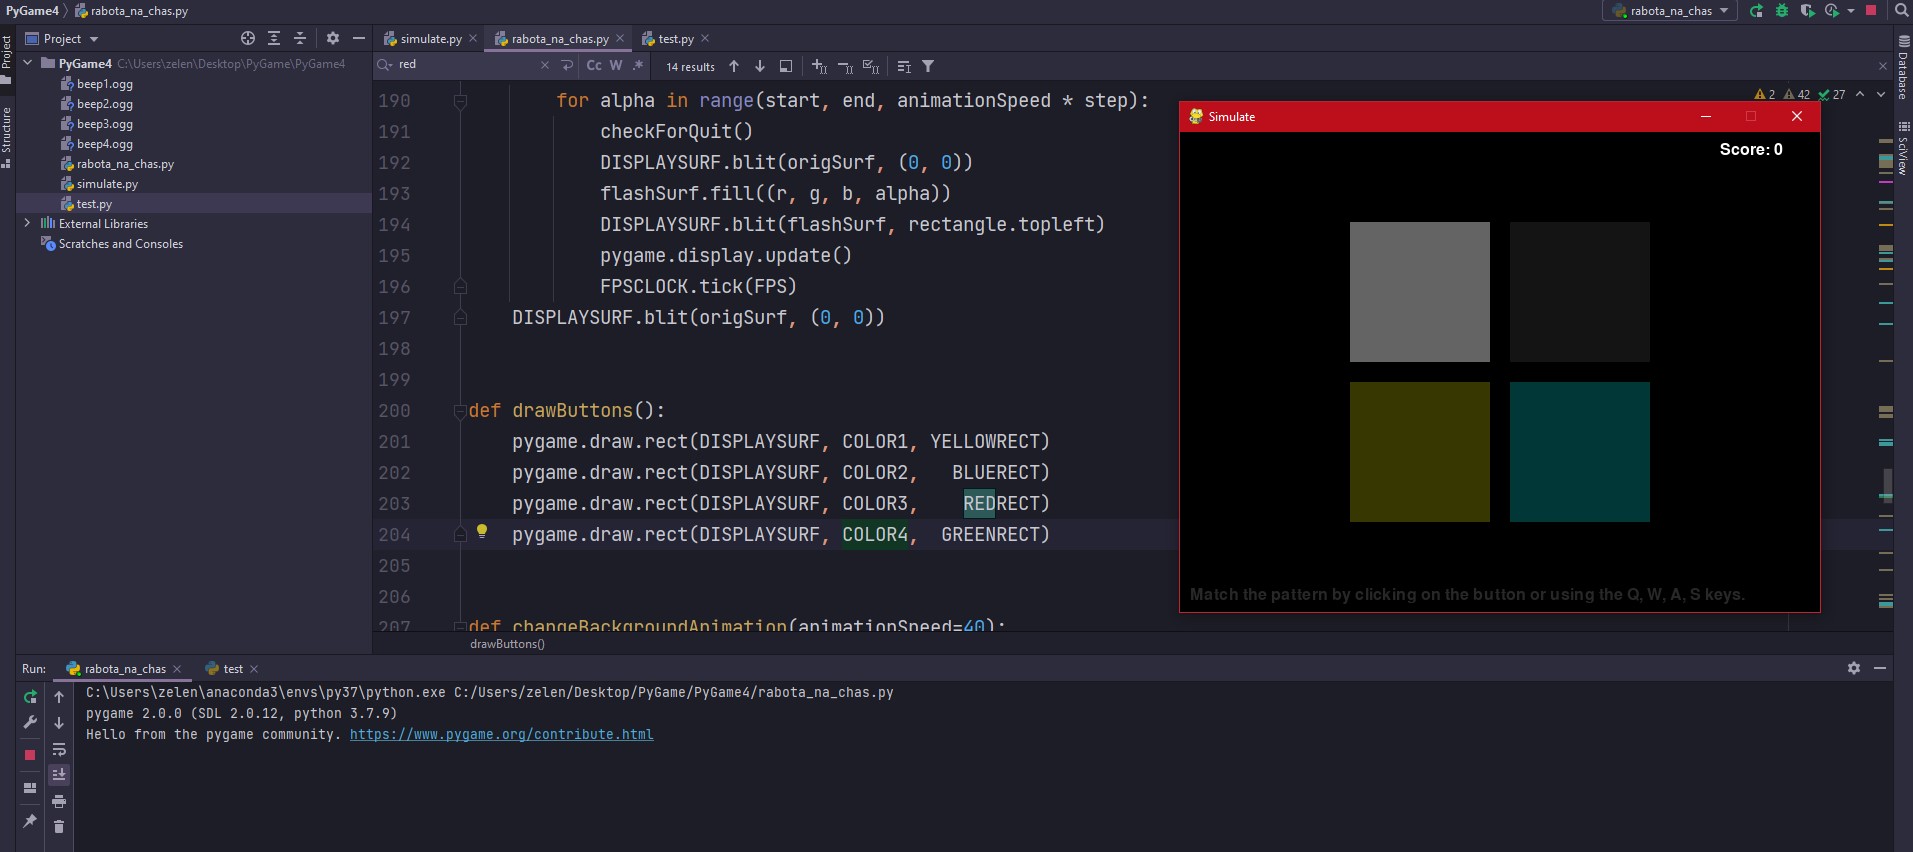 PyGame4 rabota_na_chas.py
rabota_na_chas
Project
simulate.py
rabota_na_chas.py
test.py
PyGame4 C:\Users\zelen\Desktop\PyGame\PyGame4
beep1.ogg
beep2.ogg
beep3.ogg
beep4.ogg
rabota_na_chas.py
simulate.py
test.py
External Libraries
Scratches and Consoles
Project
Structure
red
Cc W .*
14 results
2 42 27
190 for alpha in range(start, end, animationSpeed * step):
191 checkForQuit()
192 DISPLAYSURF.blit(origSurf, (0, 0))
193 flashSurf.fill((r, g, b, alpha))
194 DISPLAYSURF.blit(flashSurf, rectangle.topleft)
195 pygame.display.update()
196 FPSCLOCK.tick(FPS)
197 DISPLAYSURF.blit(origSurf, (0, 0))
198
199
200 def drawButtons():
201 pygame.draw.rect(DISPLAYSURF, COLOR1, YELLOWRECT)
202 pygame.draw.rect(DISPLAYSURF, COLOR2, BLUERECT)
203 pygame.draw.rect(DISPLAYSURF, COLOR3, REDRECT)
204 pygame.draw.rect(DISPLAYSURF, COLOR4, GREENRECT)
205
206
207 def changeBackgroundAnimation(animationSpeed=40):
drawButtons()
Simulate
Score: 0
Match the pattern by clicking on the button or using the Q, W, A, S keys.
Database
SciView
Run: rabota_na_chas test
C:\Users\zelen\anaconda3\envs\py37\python.exe C:/Users/zelen/Desktop/PyGame/PyGame4/rabota_na_chas.py
pygame 2.0.0 (SDL 2.0.12, python 3.7.9)
Hello from the pygame community. https://www.pygame.org/contribute.html